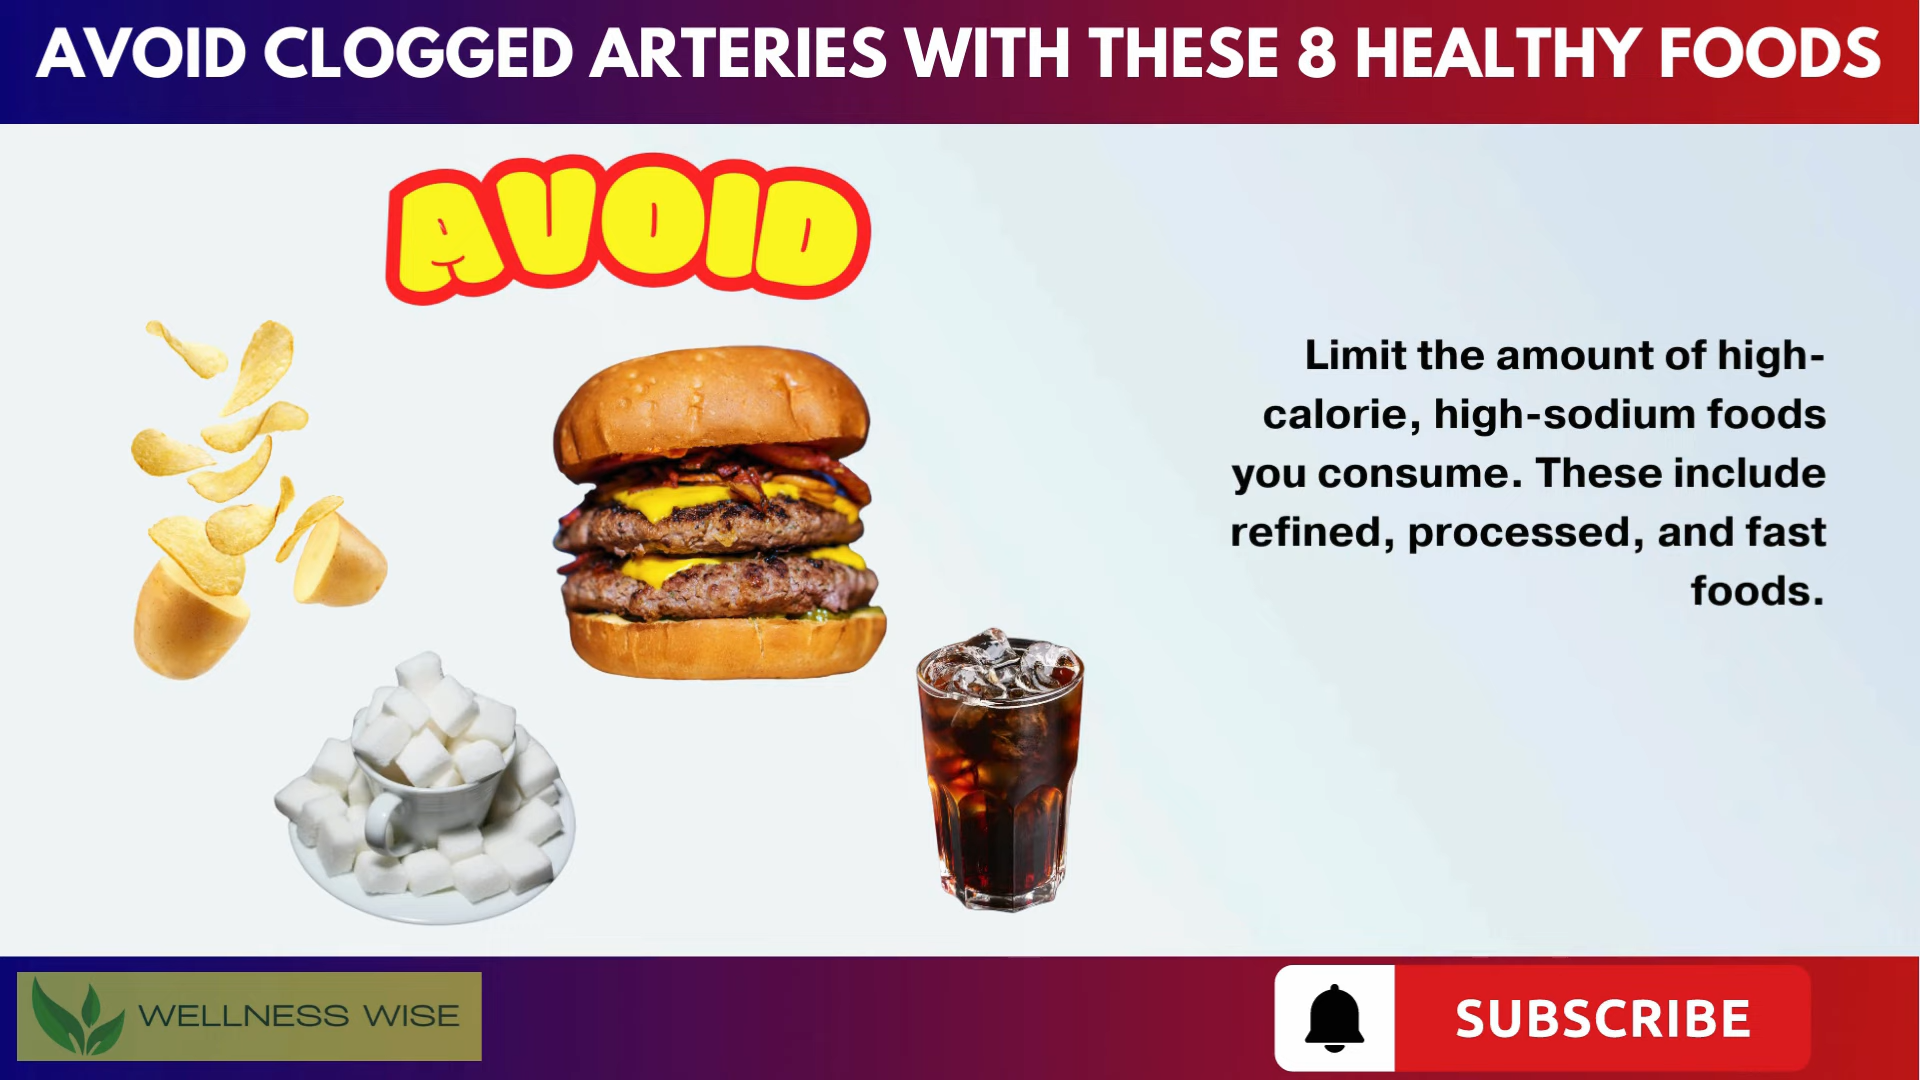 AVOID CLOGGED ARTERIES WITH THESE 8 HEALTHY FOODS
AVOID
Limit the amount of high-
calorie, high-sodium foods
you consume. These include
refined, processed, and fast
foods.
WELLNESS WISE
SUBSCRIBE